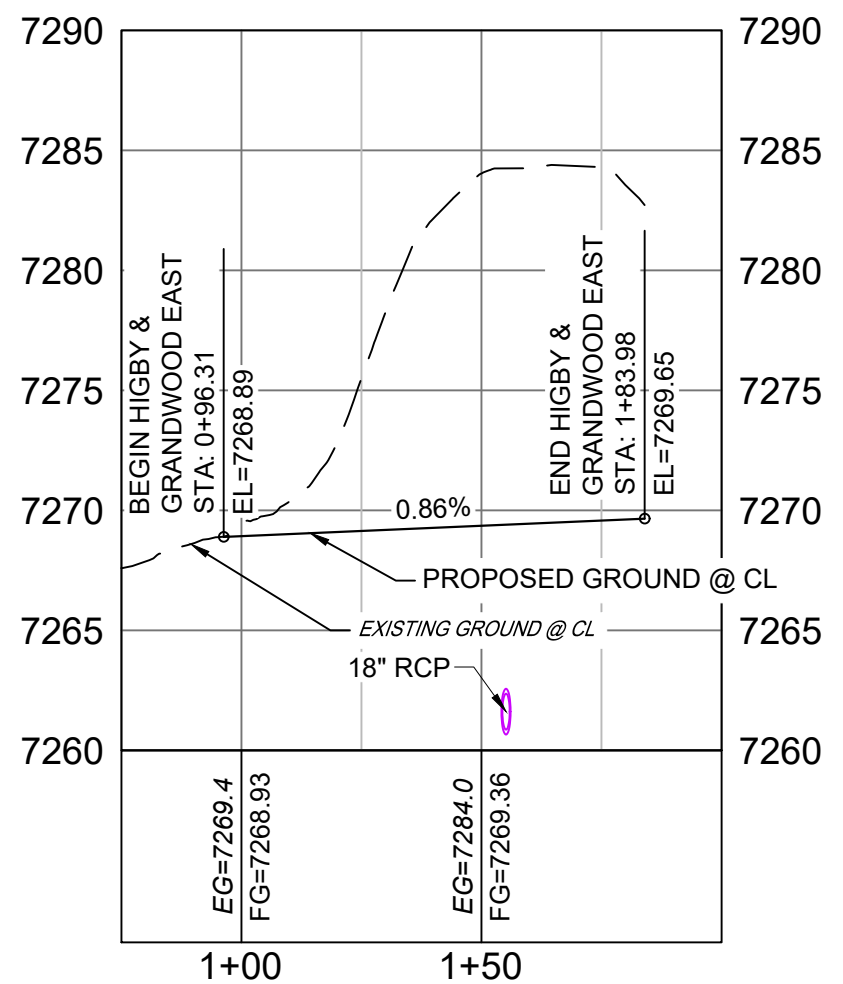 7290
7290
7285
7285
7280
7280
7275
7275
7270
7270
7265
7265
7260
7260
BEGIN HIGBY &
GRANDWOOD EAST
STA: 0+96.31
EL=7268.89
END HIGBY &
GRANDWOOD EAST
STA: 1+83.98
EL=7269.65
0.86%
PROPOSED GROUND @ CL
EXISTING GROUND @ CL
18" RCP
EG=7269.4
FG=7268.93
EG=7284.0
FG=7269.36
1+00
1+50